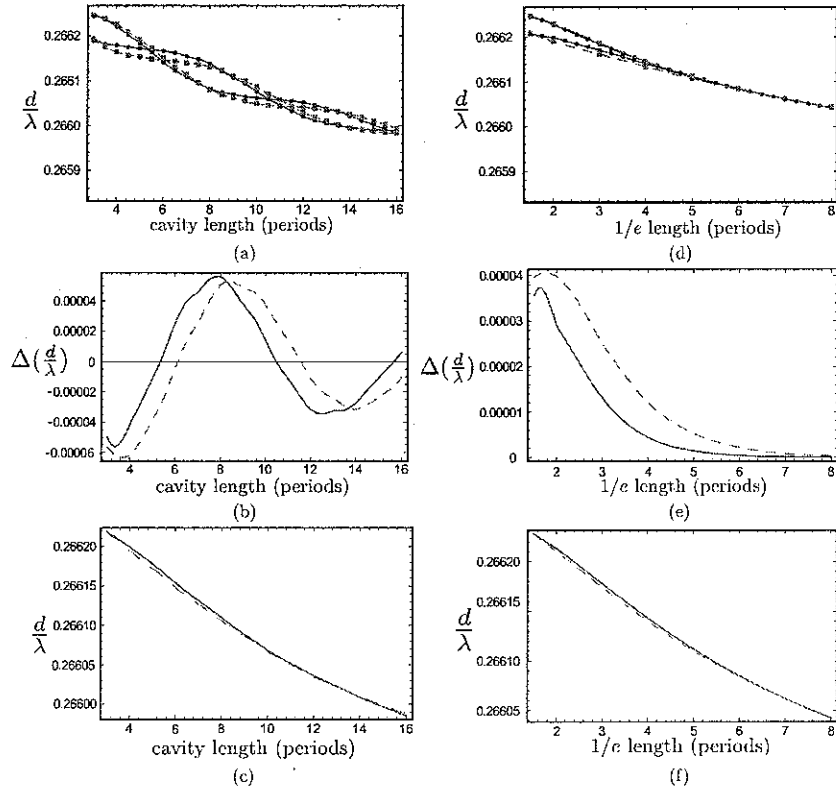 0.2662
0.2661
d/λ
0.2660
0.2659
4 6 8 10 12 14 16
cavity length (periods)
(a)
0.2662
0.2661
d/λ
0.2660
0.2659
2 3 4 5 6 7 8
1/e length (periods)
(d)
0.00004
0.00002
Δ(d/λ)
0
-0.00002
-0.00004
-0.00006
4 6 8 10 12 14 16
cavity length (periods)
(b)
0.00004
0.00003
0.00002
Δ(d/λ)
0.00001
0
2 3 4 5 6 7 8
1/e length (periods)
(e)
0.26620
0.26615
d/λ
0.26610
0.26605
0.26600
4 6 8 10 12 14 16
cavity length (periods)
(c)
0.26620
0.26615
d/λ
0.26610
0.26605
2 3 4 5 6 7 8
1/e length (periods)
(f)